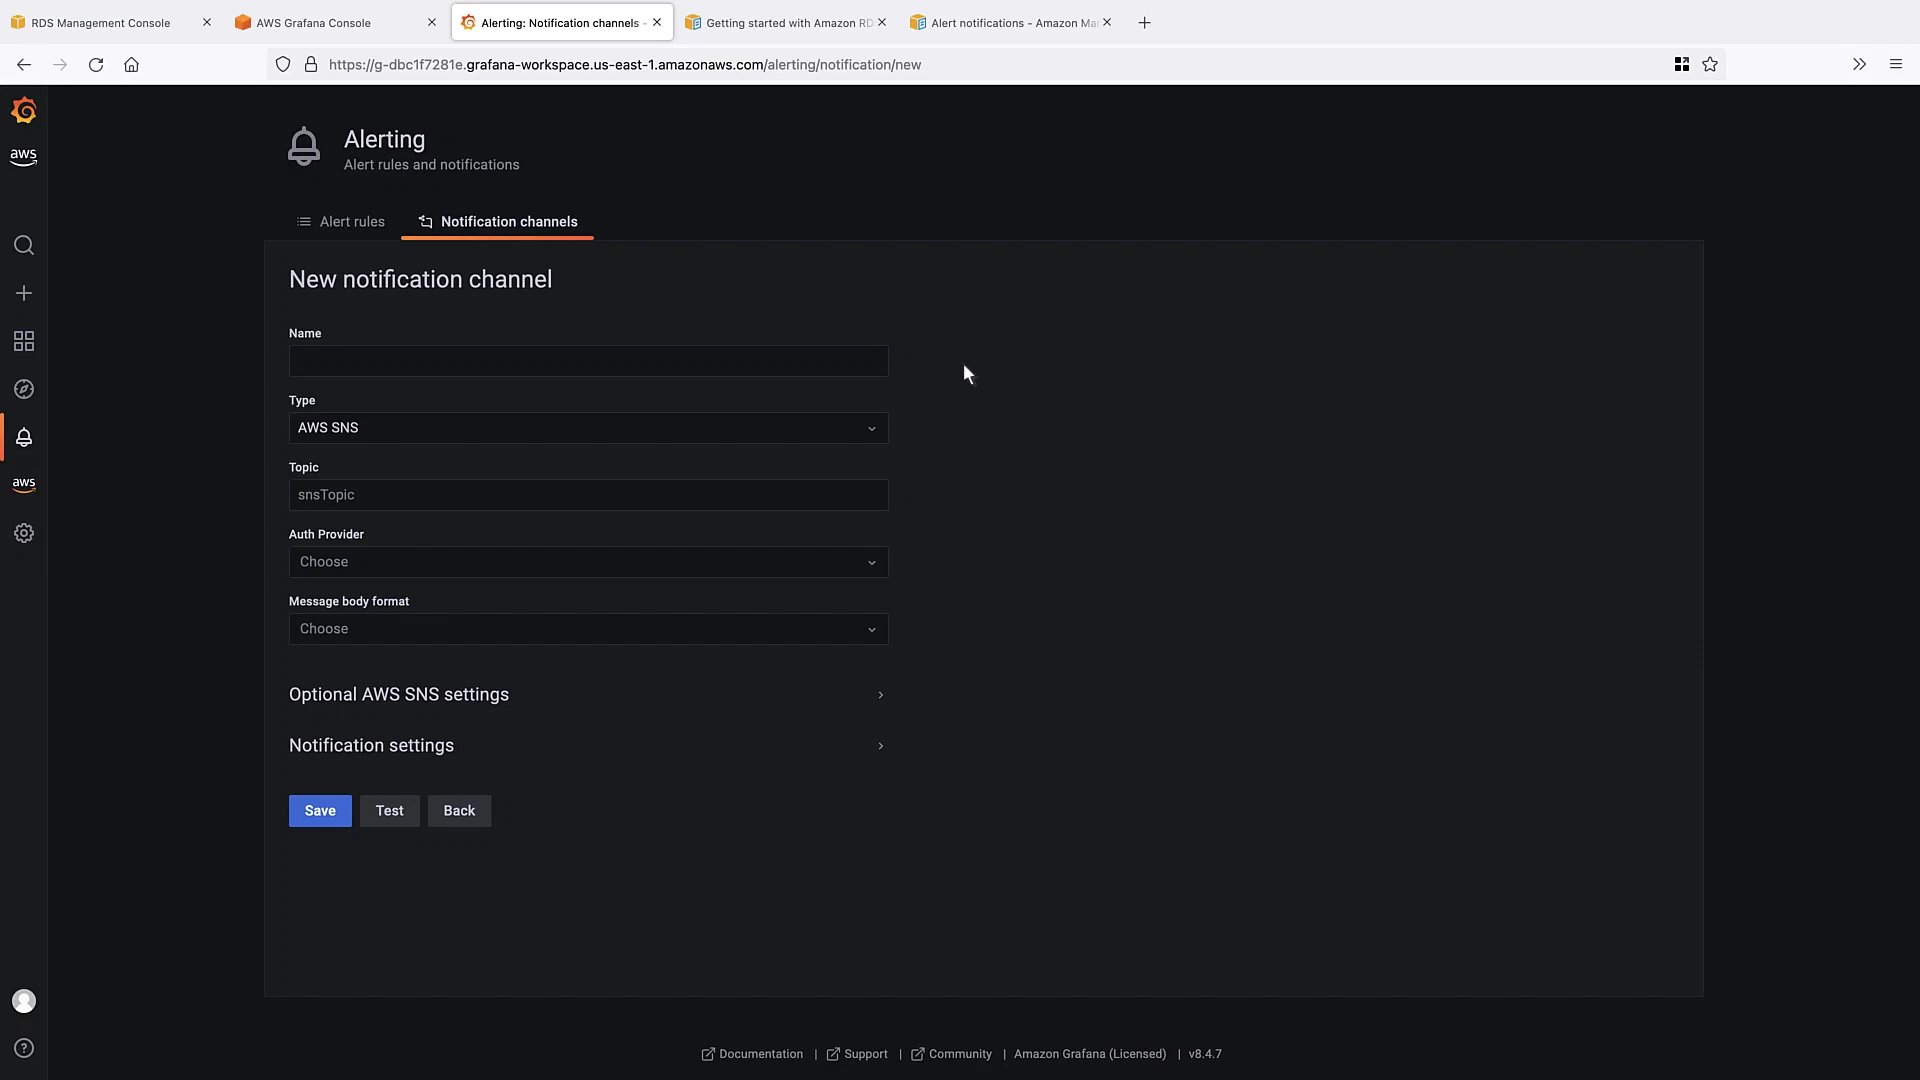 RDS Management Console
AWS Grafana Console
Alerting: Notification channels -
Getting started with Amazon RD
Alert notifications - Amazon Ma
https://g-dbc1f7281e.grafana-workspace.us-east-1.amazonaws.com/alerting/notification/new
aws
Alerting
Alert rules and notifications
Alert rules
Notification channels
New notification channel
Name
Type
AWS SNS
Topic
aws
snsTopic
Auth Provider
Choose
Message body format
Choose
Optional AWS SNS settings
Notification settings
Save
Test
Back
Documentation | Support | Community | Amazon Grafana (Licensed) | v8.4.7